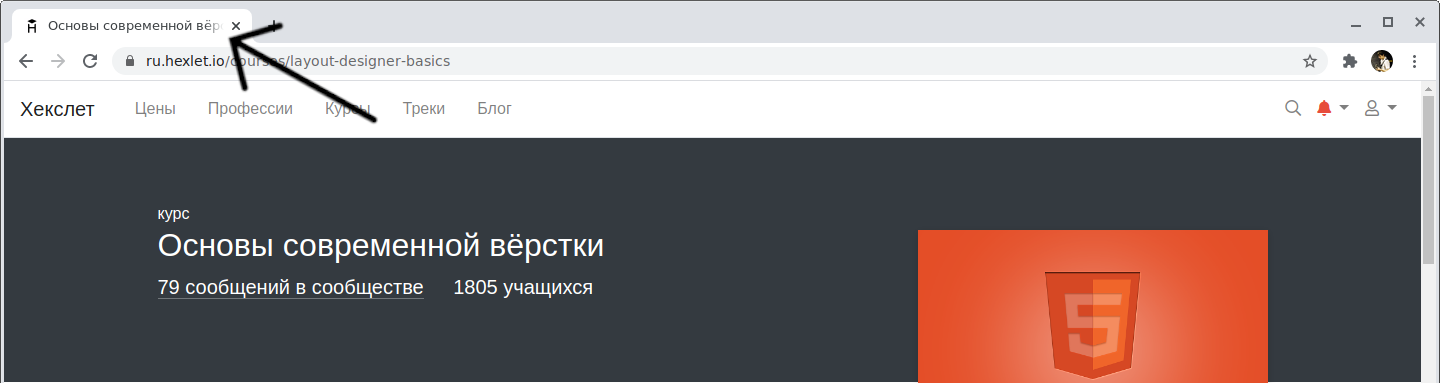 Основы современной вёр
ru.hexlet.io/courses/layout-designer-basics
Хекслет Цены Профессии Курсы Треки Блог
курс
Основы современной вёрстки
79 сообщений в сообществе 1805 учащихся